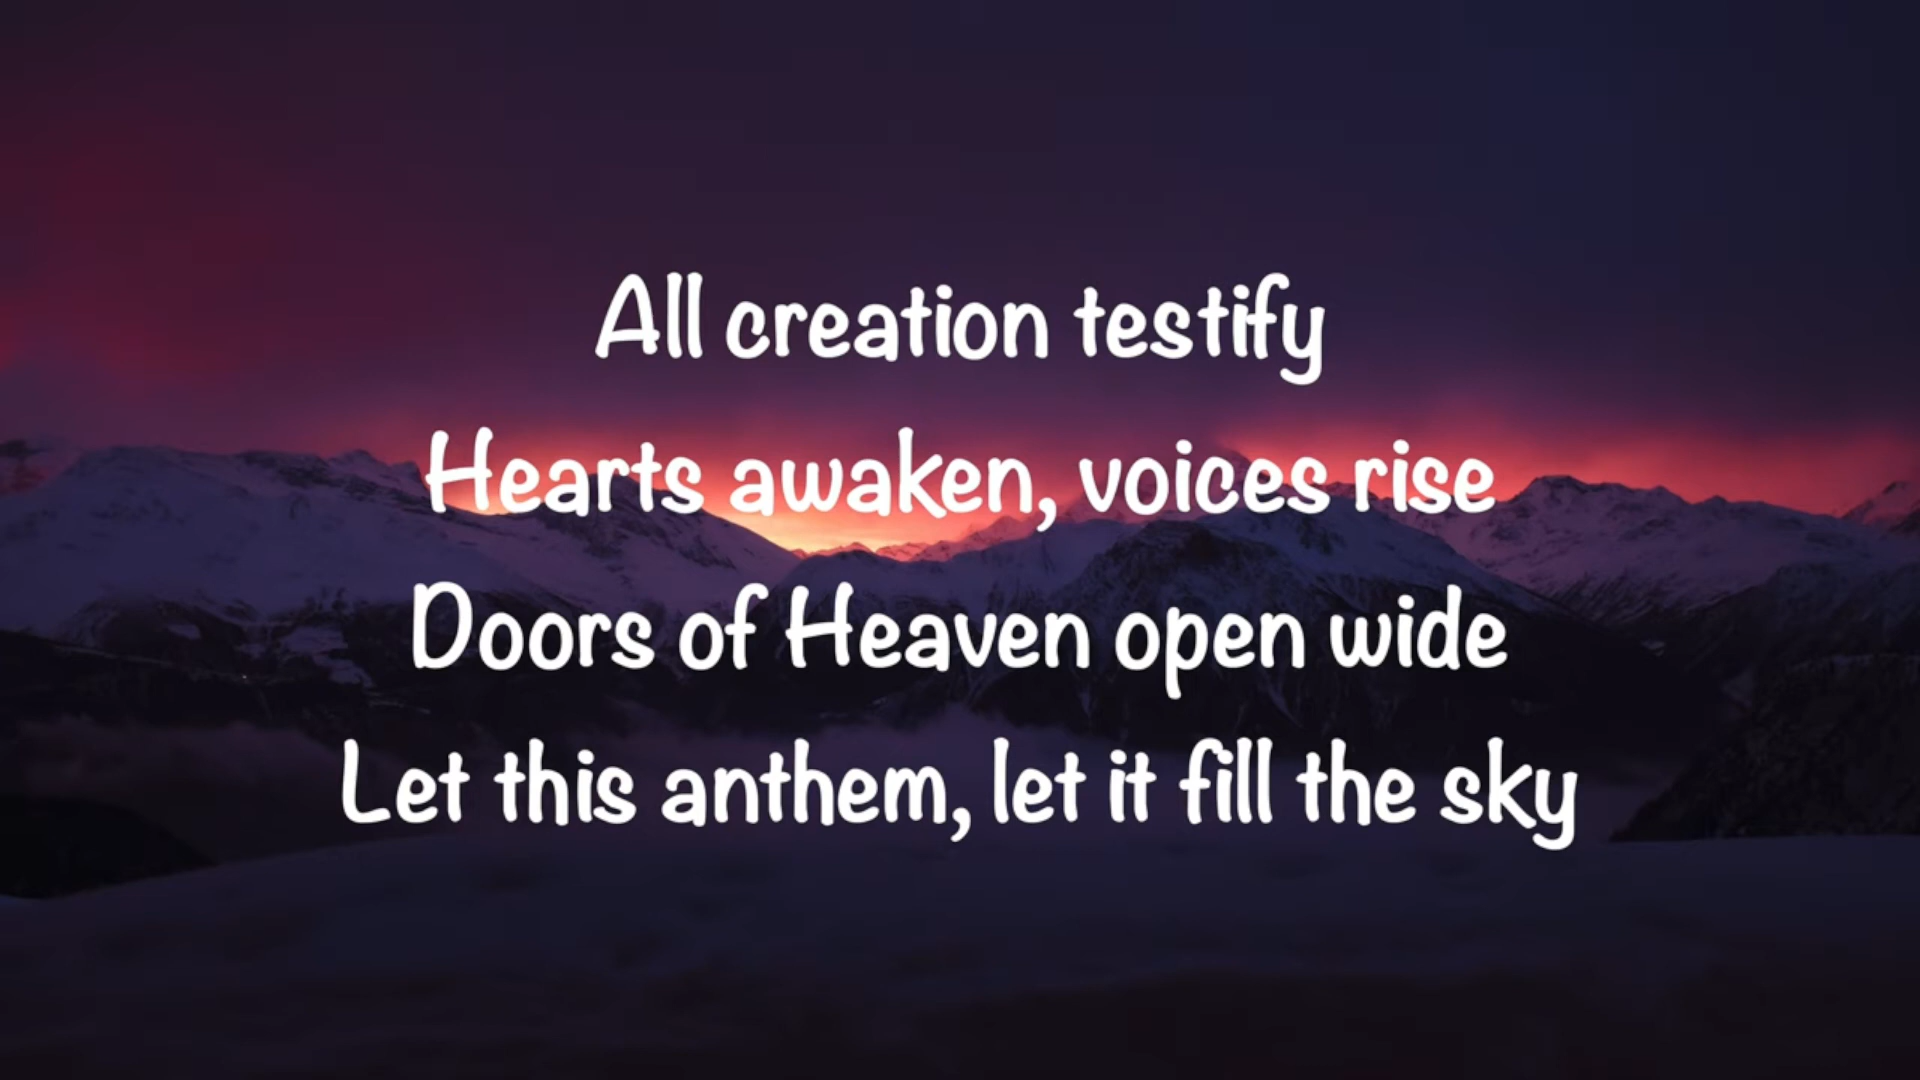 All creation testify
Hearts awaken, voices rise
Doors of Heaven open wide
Let this anthem, let it fill the sky